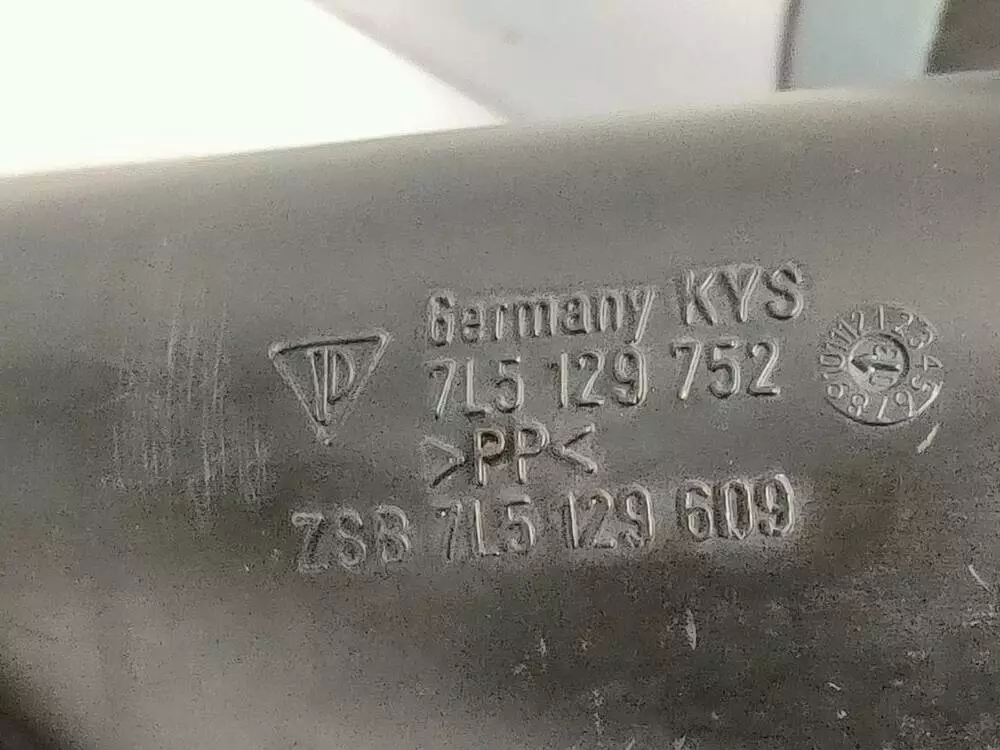 Germany KYS
7L5 129 752
>PP<
ZSB 7L5 129 609